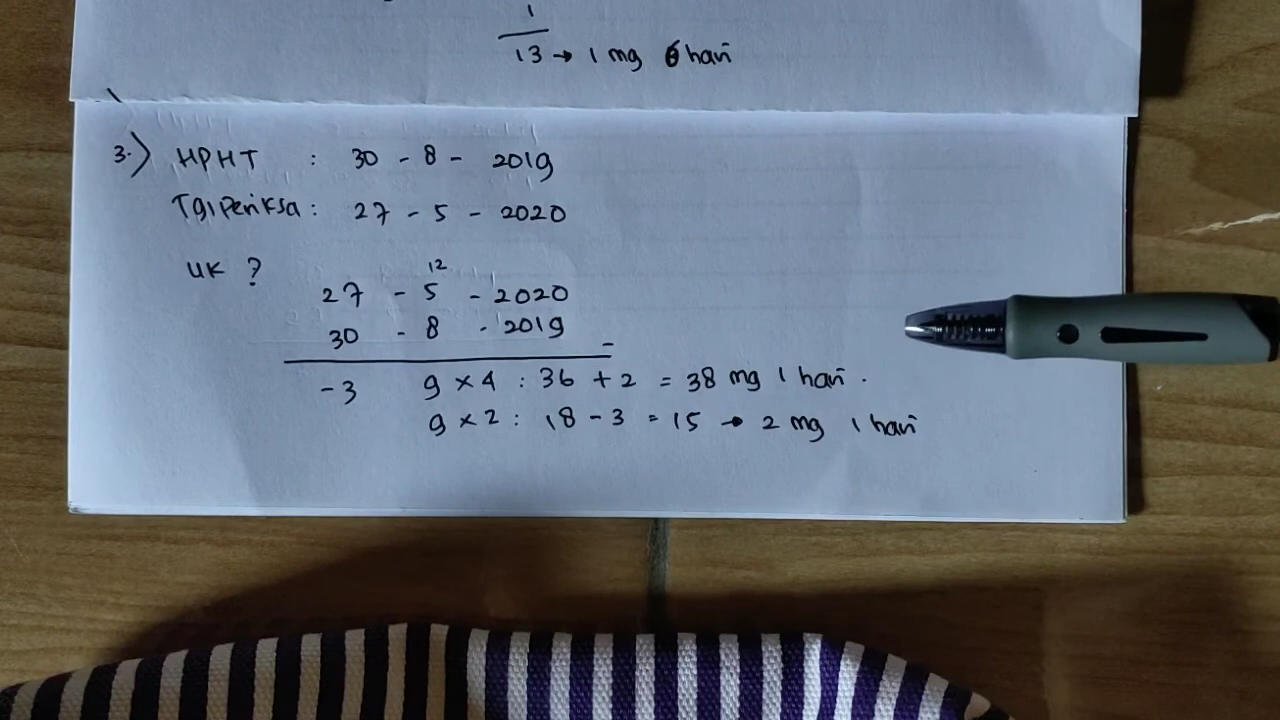 1
13 → 1 mg 6 hari
3.) HPHT : 30 - 8 - 2019
Tgl Periksa : 27 - 5 - 2020
UK ?
12
27 - 5 - 2020
30 - 8 - 2019 -
-3 9 x 4 : 36 + 2 = 38 mg 1 hari .
9 x 2 : 18 - 3 = 15 → 2 mg 1 hari